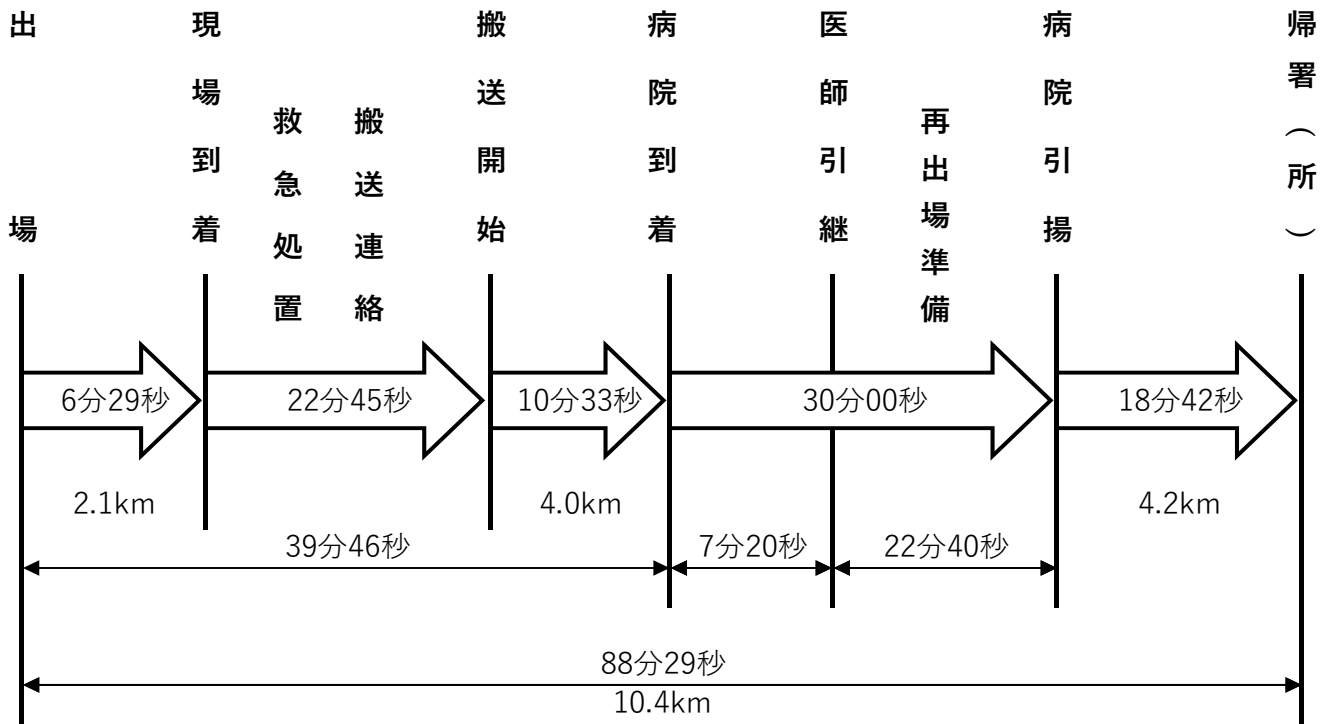 出場
現場到着
救急処置
搬送連絡
搬送開始
病院到着
医師引継
再出場準備
病院引揚
帰署(所)
6分29秒
22分45秒
10分33秒
30分00秒
18分42秒
2.1km
4.0km
4.2km
39分46秒
7分20秒
22分40秒
88分29秒
10.4km